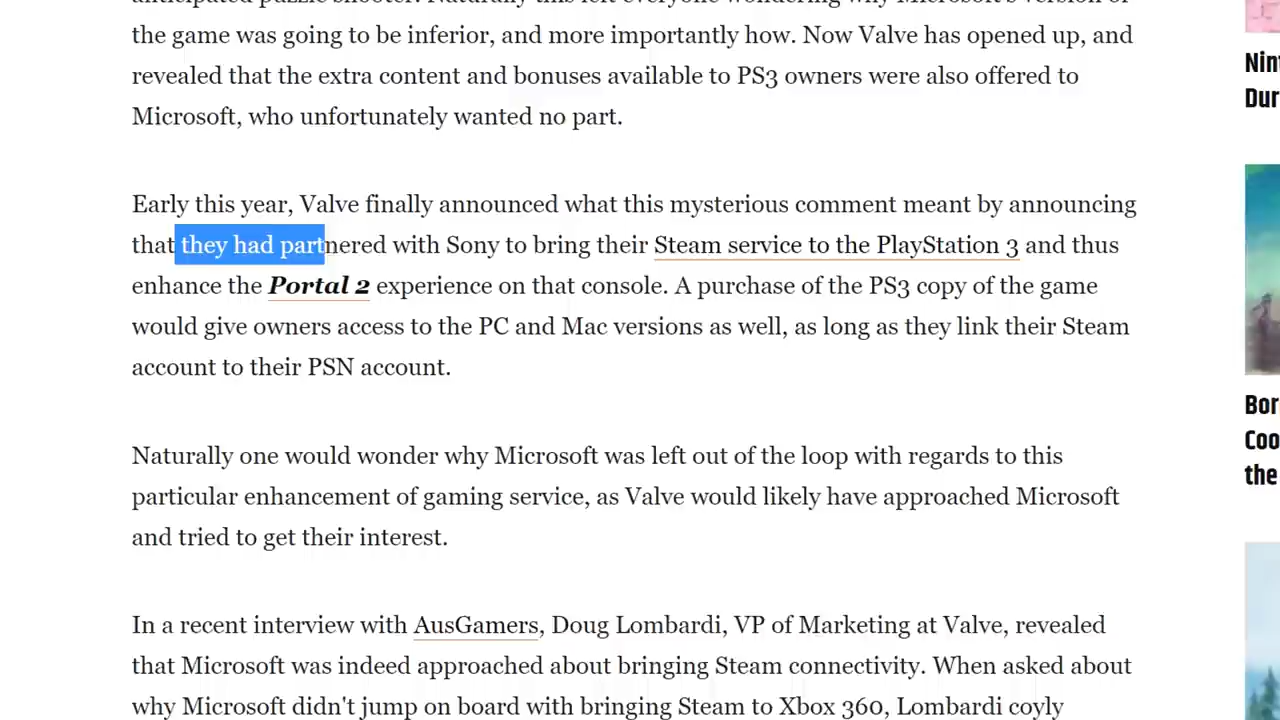 the game was going to be inferior, and more importantly how. Now Valve has opened up, and
revealed that the extra content and bonuses available to PS3 owners were also offered to
Microsoft, who unfortunately wanted no part.
Early this year, Valve finally announced what this mysterious comment meant by announcing
that they had partnered with Sony to bring their Steam service to the PlayStation 3 and thus
enhance the Portal 2 experience on that console. A purchase of the PS3 copy of the game
would give owners access to the PC and Mac versions as well, as long as they link their Steam
account to their PSN account.
Naturally one would wonder why Microsoft was left out of the loop with regards to this
particular enhancement of gaming service, as Valve would likely have approached Microsoft
and tried to get their interest.
In a recent interview with AusGamers, Doug Lombardi, VP of Marketing at Valve, revealed
that Microsoft was indeed approached about bringing Steam connectivity. When asked about
why Microsoft didn't jump on board with bringing Steam to Xbox 360, Lombardi coyly
Nin
Dur
Bor
Coo
the